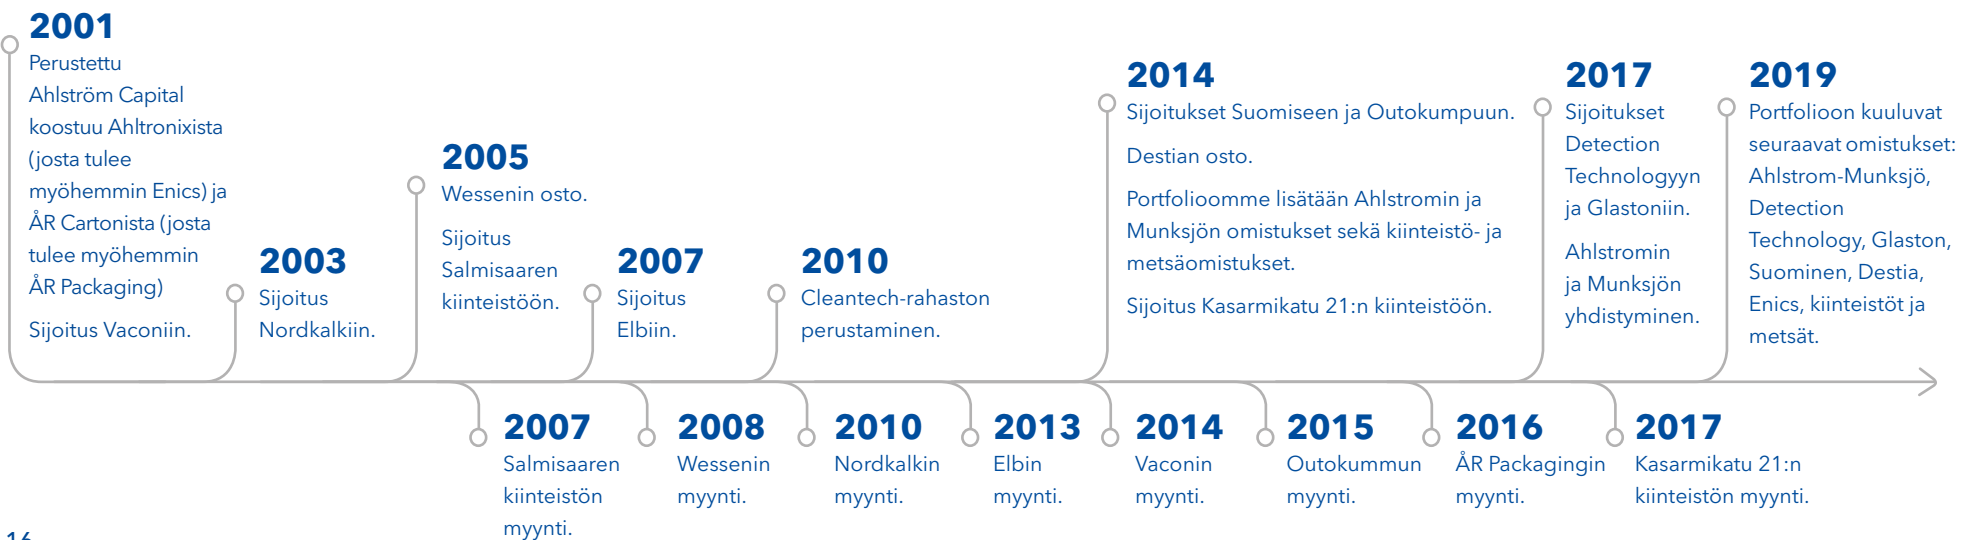 2001
Perustettu
Ahlström Capital
koostuu Ahltronixista
(josta tulee
myöhemmin Enics) ja
ÅR Cartonista (josta
tulee myöhemmin
ÅR Packaging)
Sijoitus Vaconiin.
2003
Sijoitus
Nordkalkiin.
2005
Wessenin osto.
Sijoitus
Salmisaaren
kiinteistöön.
2007
Sijoitus
Elbiin.
2010
Cleantech-rahaston
perustaminen.
2014
Sijoitukset Suomiseen ja Outokumpuun.
Destian osto.
Portfolioomme lisätään Ahlstromin ja
Munksjön omistukset sekä kiinteistö- ja
metsäomistukset.
Sijoitus Kasarmikatu 21:n kiinteistöön.
2017
Sijoitukset
Detection
Technologyyn
ja Glastoniin.
Ahlstromin
ja Munksjön
yhdistyminen.
2019
Portfolioon kuuluvat
seuraavat omistukset:
Ahlstrom-Munksjö,
Detection
Technology, Glaston,
Suominen, Destia,
Enics, kiinteistöt ja
metsät.
2007
Salmisaaren
kiinteistön
myynti.
2008
Wessenin
myynti.
2010
Nordkalkin
myynti.
2013
Elbin
myynti.
2014
Vaconin
myynti.
2015
Outokummun
myynti.
2016
ÅR Packagingin
myynti.
2017
Kasarmikatu 21:n
kiinteistön myynti.
16